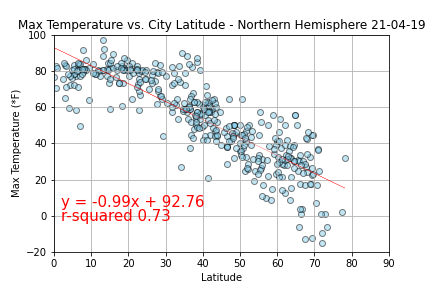 Max Temperature vs. City Latitude - Northern Hemisphere 21-04-19
100
80
60
40
20
0
−20
Max Temperature (*F)
y = -0.99x + 92.76
r-squared 0.73
0 10 20 30 40 50 60 70 80 90
Latitude